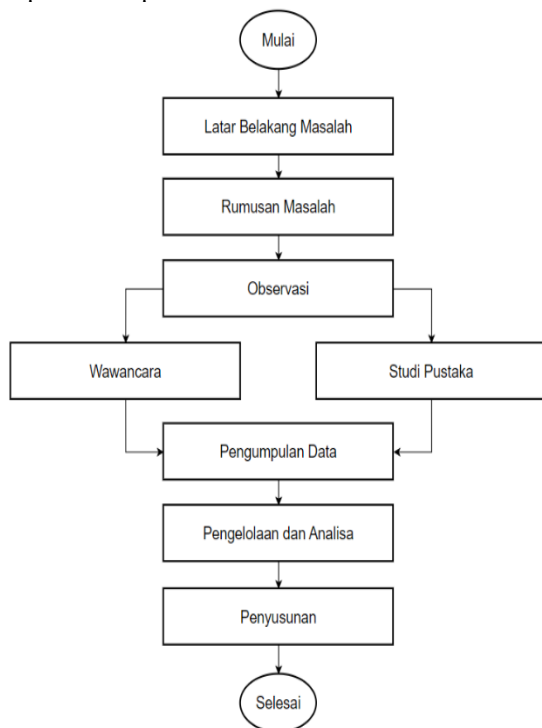 Mulai
Latar Belakang Masalah
Rumusan Masalah
Observasi
Wawancara
Studi Pustaka
Pengumpulan Data
Pengelolaan dan Analisa
Penyusunan
Selesai